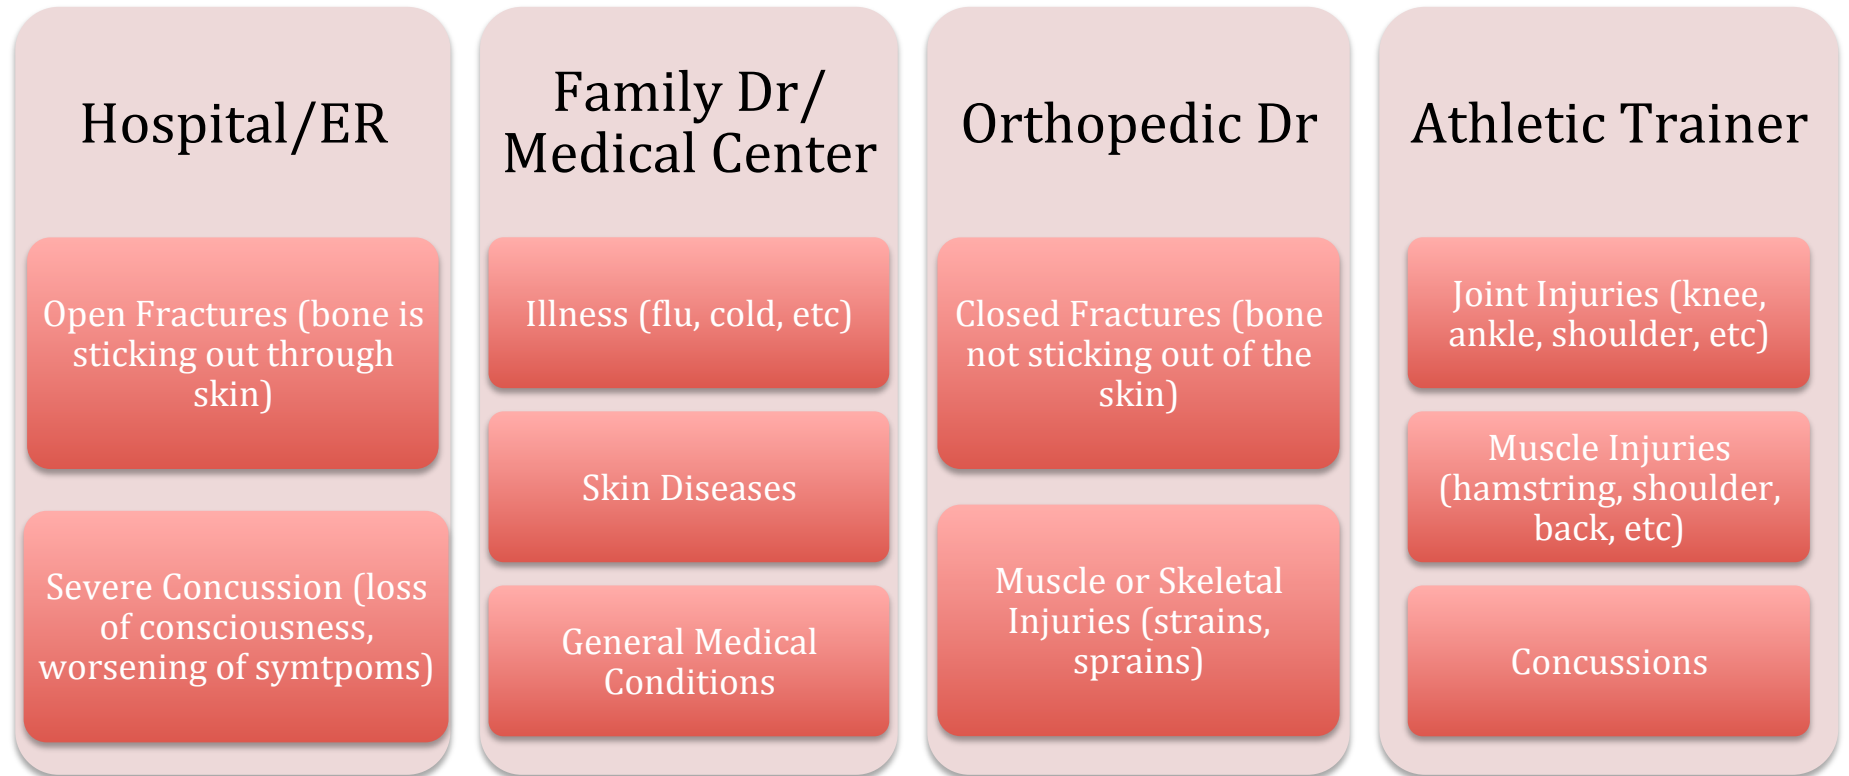 Hospital/ER
Open Fractures (bone is
sticking out through
skin)
Severe Concussion (loss
of consciousness,
worsening of symtpoms)
Family Dr/
Medical Center
Illness (flu, cold, etc)
Skin Diseases
General Medical
Conditions
Orthopedic Dr
Closed Fractures (bone
not sticking out of the
skin)
Muscle or Skeletal
Injuries (strains,
sprains)
Athletic Trainer
Joint Injuries (knee,
ankle, shoulder, etc)
Muscle Injuries
(hamstring, shoulder,
back, etc)
Concussions